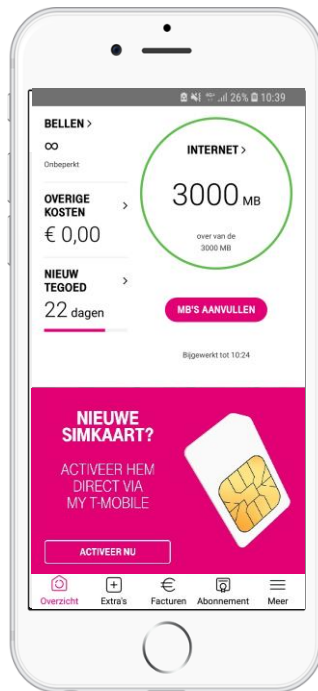 26% 10:39
BELLEN >
∞
Onbeperkt
OVERIGE
KOSTEN >
€ 0,00
NIEUW
TEGOED >
22 dagen
INTERNET >
3000 MB
over van de
3000 MB
MB'S AANVULLEN
Bijgewerkt tot 10:24
NIEUWE
SIMKAART?
ACTIVEER HEM
DIRECT VIA
MY T-MOBILE
ACTIVEER NU
Overzicht Extra's Facturen Abonnement Meer